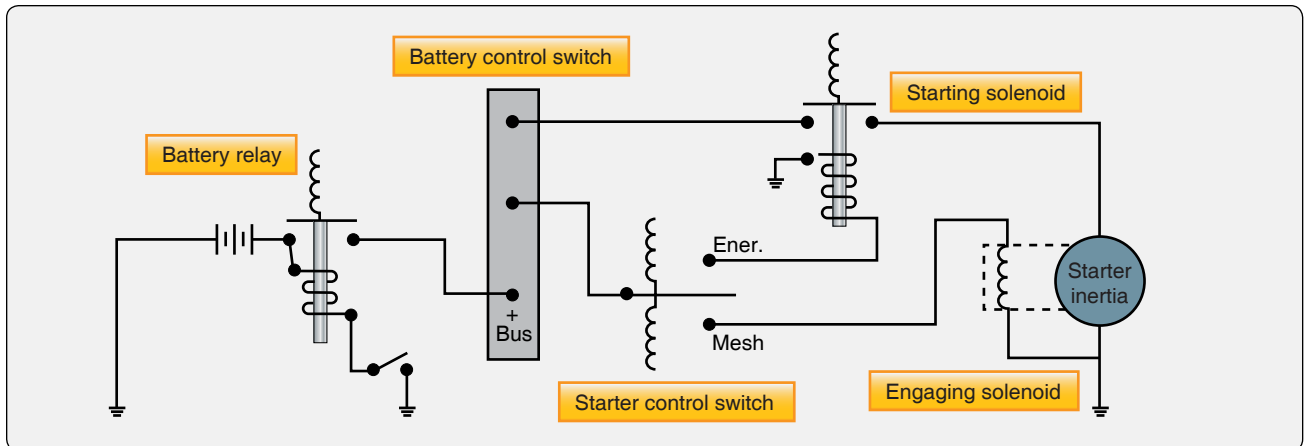 Battery control switch
Starting solenoid
Battery relay
Ener.
Starter
inertia
+
Bus
Mesh
Starter control switch
Engaging solenoid